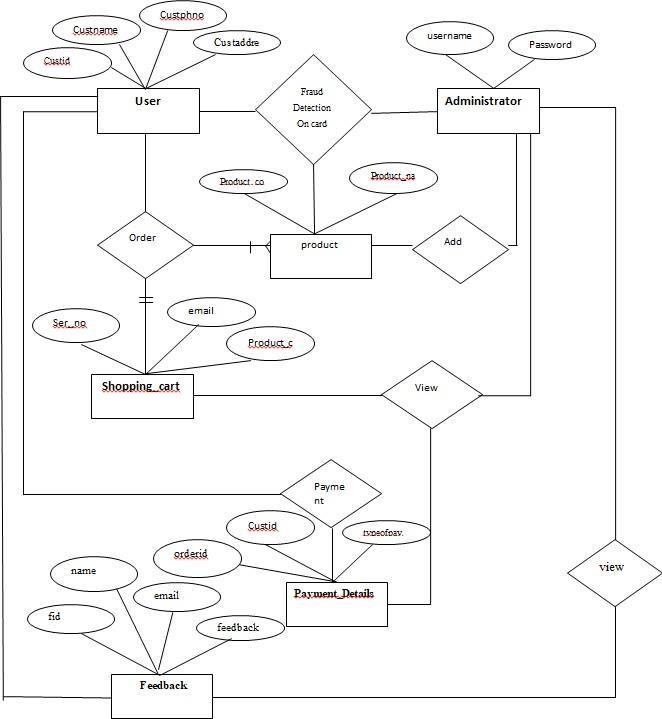 Custphno
Custname
Custaddre
Custid
username
Password
User
Fraud
Detection
On card
Administrator
Product_co
Product_na
Order
product
Add
Ser_no
email
Product_c
Shopping_cart
View
Payme
nt
Custid
typeofpay.
orderid
name
email
view
Payment_Details
fid
feedback
Feedback